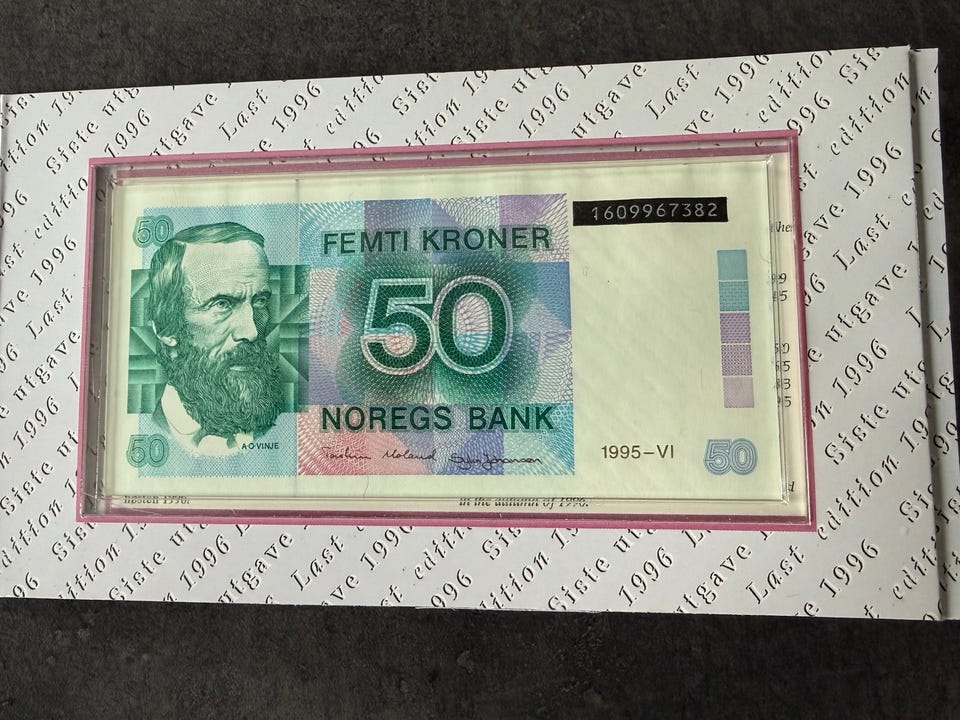 Siste utgave 1996 Last edition 1996
50
FEMTI KRONER
1609967382
50
NOREGS BANK
50
A.O.VINJE
1995-VI
50
in the autumn of 1996.